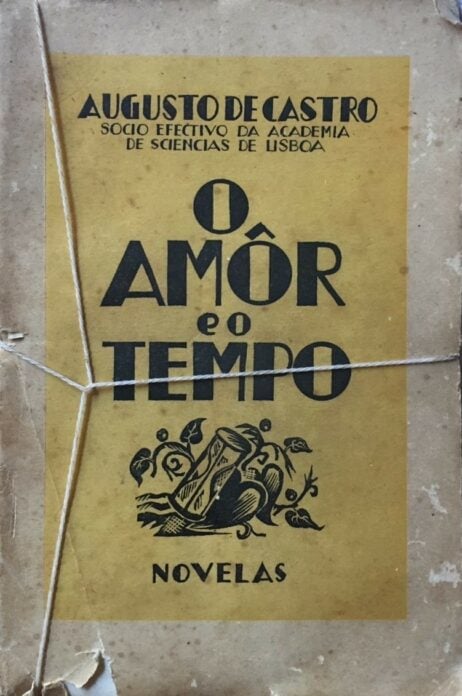 AUGUSTO DE CASTRO
SOCIO EFECTIVO DA ACADEMIA
DE SCIENCIAS DE LISBOA
O
AMÔR
e o
TEMPO
NOVELAS